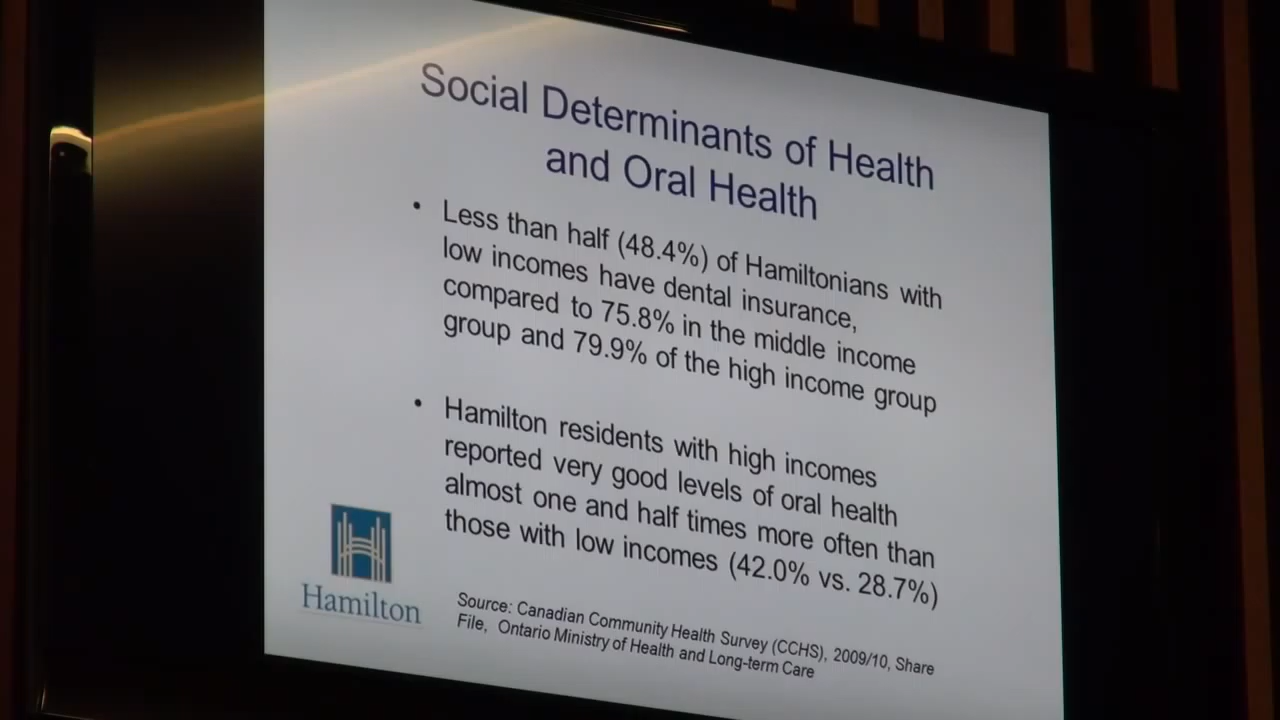 Social Determinants of Health
and Oral Health
• Less than half (48.4%) of Hamiltonians with
low incomes have dental insurance,
compared to 75.8% in the middle income
group and 79.9% of the high income group
• Hamilton residents with high incomes
reported very good levels of oral health
almost one and half times more often than
those with low incomes (42.0% vs. 28.7%)
Hamilton
Source: Canadian Community Health Survey (CCHS), 2009/10, Share
File, Ontario Ministry of Health and Long-term Care